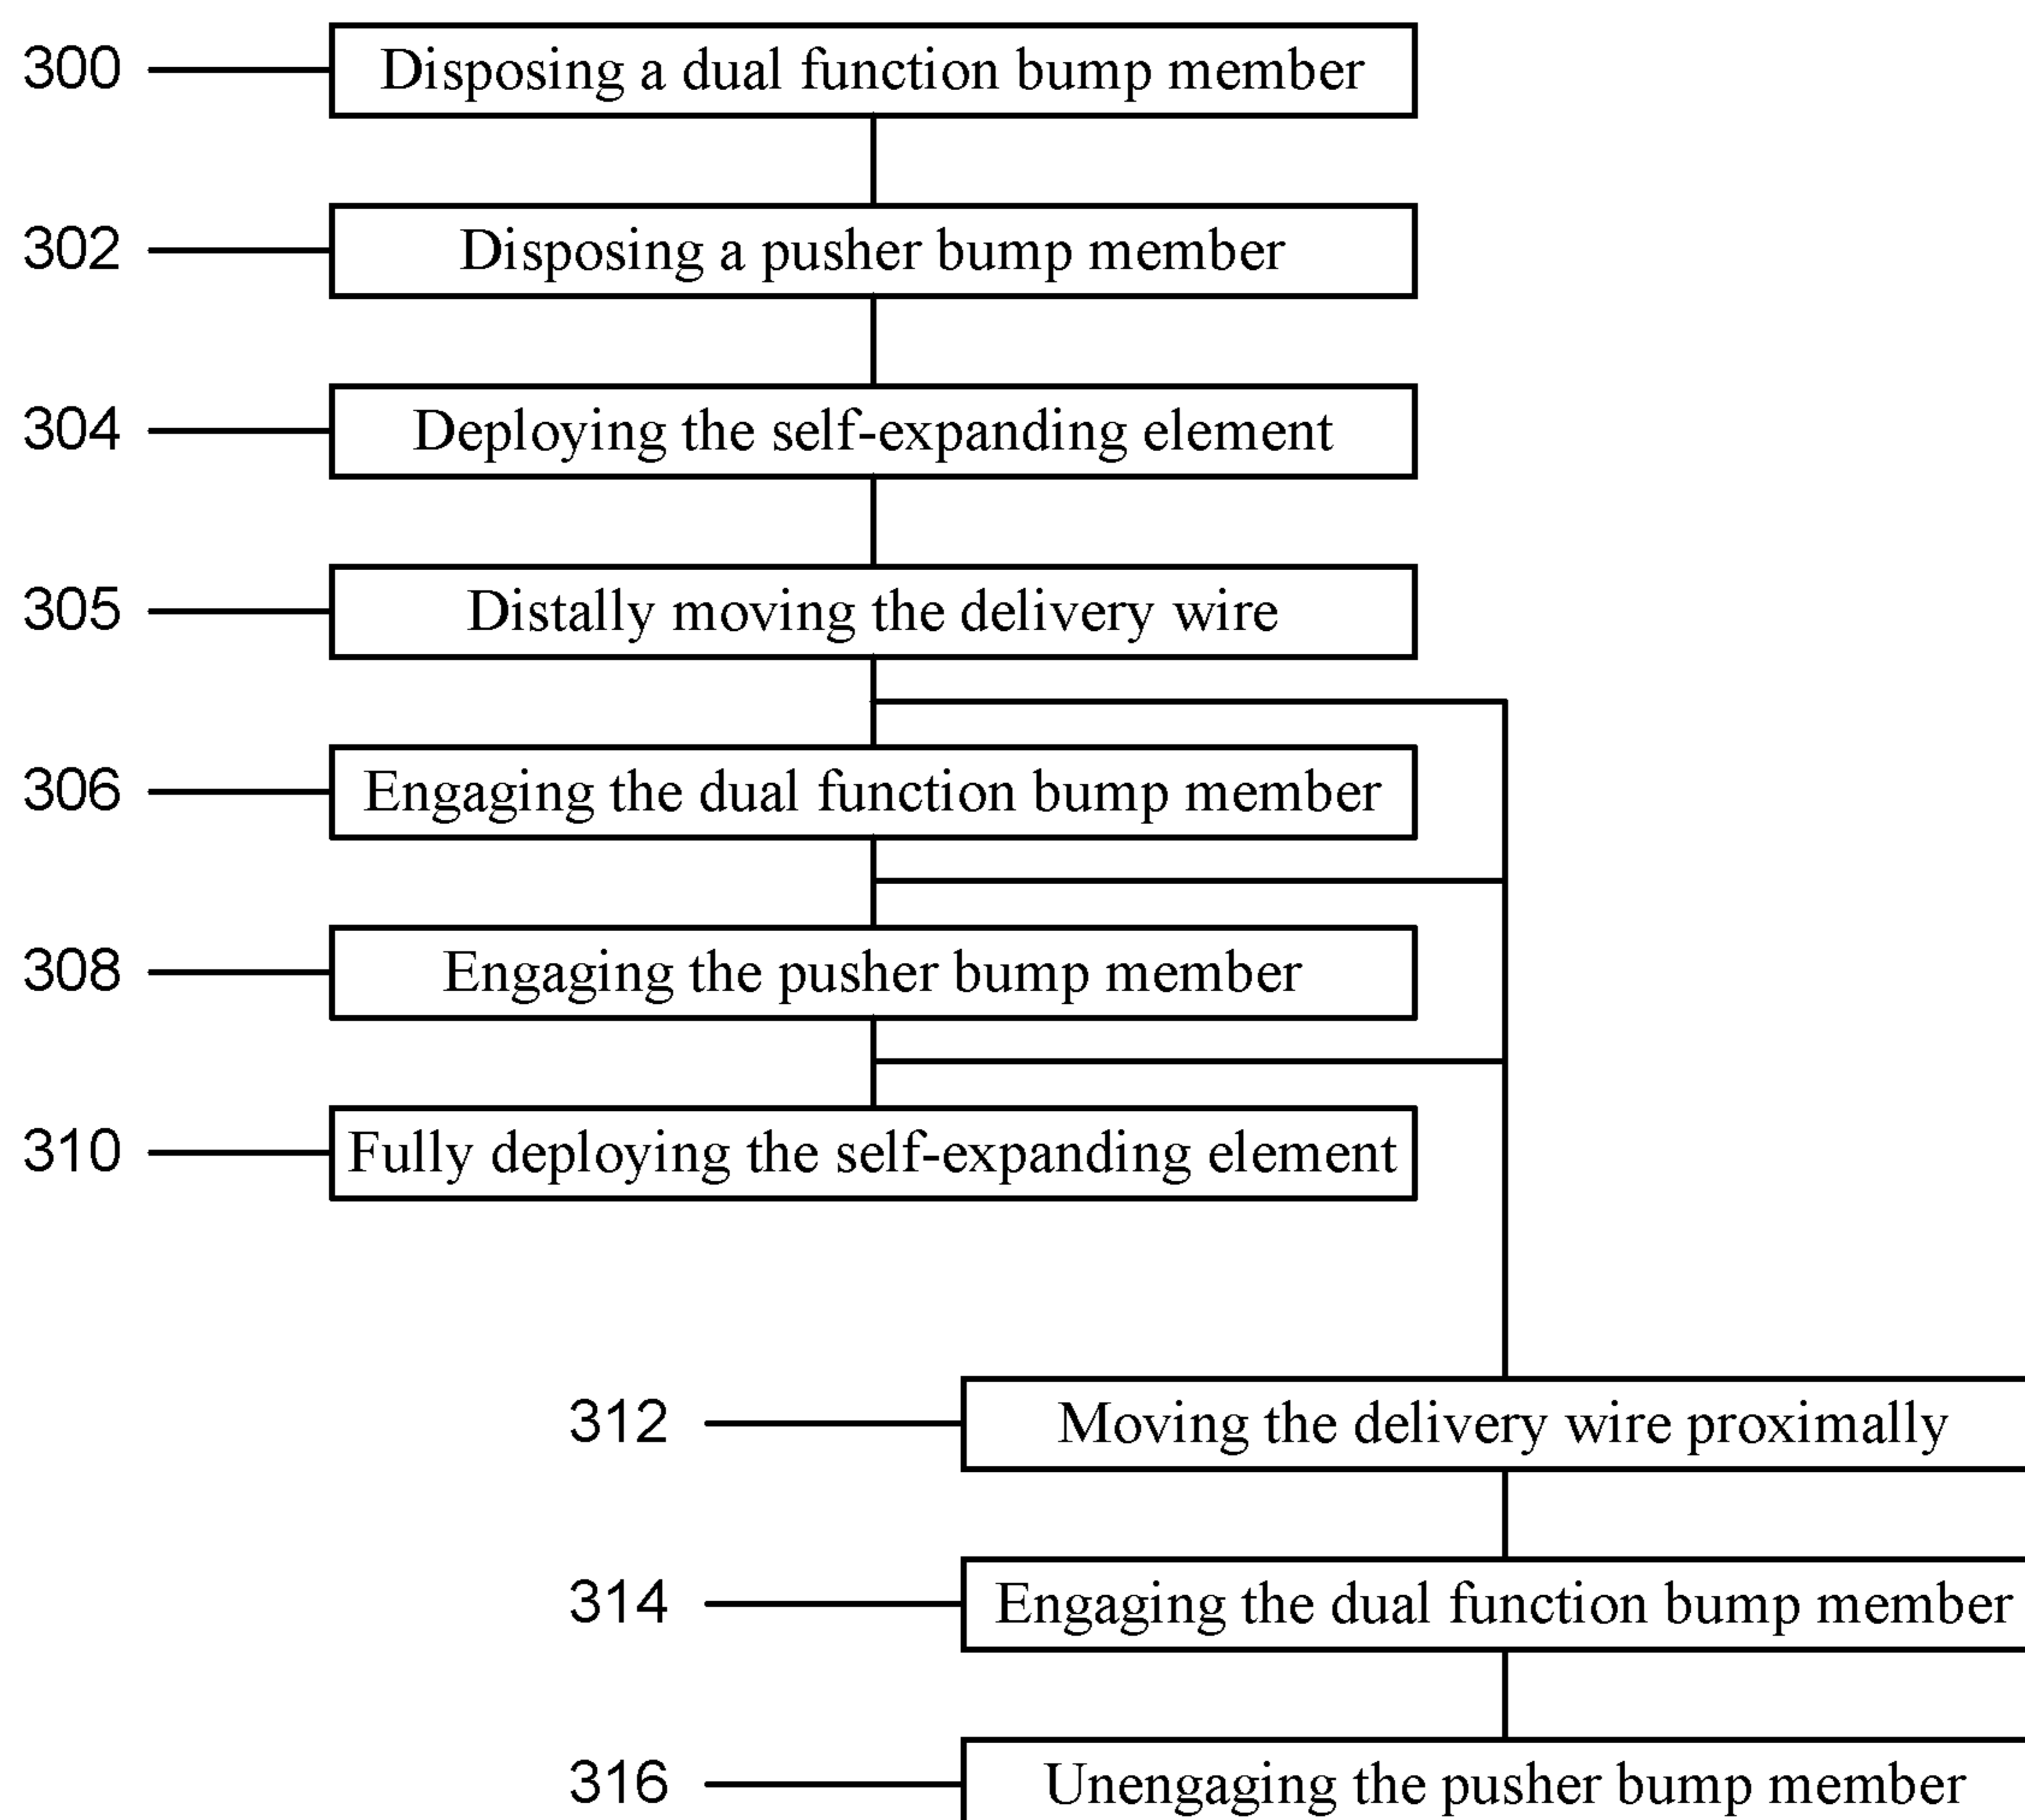 300 Disposing a dual function bump member
302 Disposing a pusher bump member
304 Deploying the self-expanding element
305 Distally moving the delivery wire
306 Engaging the dual function bump member
308 Engaging the pusher bump member
310 Fully deploying the self-expanding element
312 Moving the delivery wire proximally
314 Engaging the dual function bump member
316 Unengaging the pusher bump member